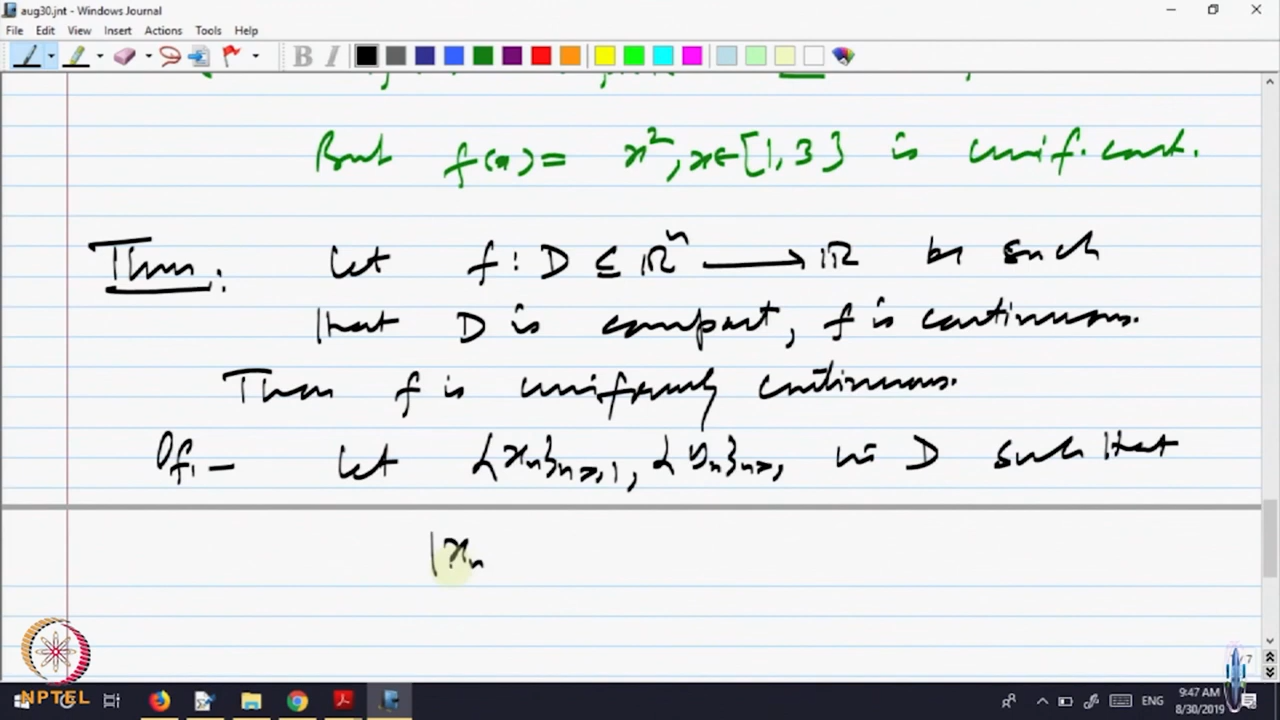 aug30.jnt - Windows Journal
File Edit View Insert Actions Tools Help
But f(x) = x², x ∈ [1, 3] is unif. cont.
Thm: Let f : D ⊆ ℝⁿ ⟶ ℝ be such
that D is compact, f is continuous.
Then f is uniformly continuous.
Pf. – Let {xₙ}ₙ≥₁, {yₙ}ₙ≥₁ in D such that
|xₙ
7
NPTEL
ENG
9:47 AM
8/30/2019